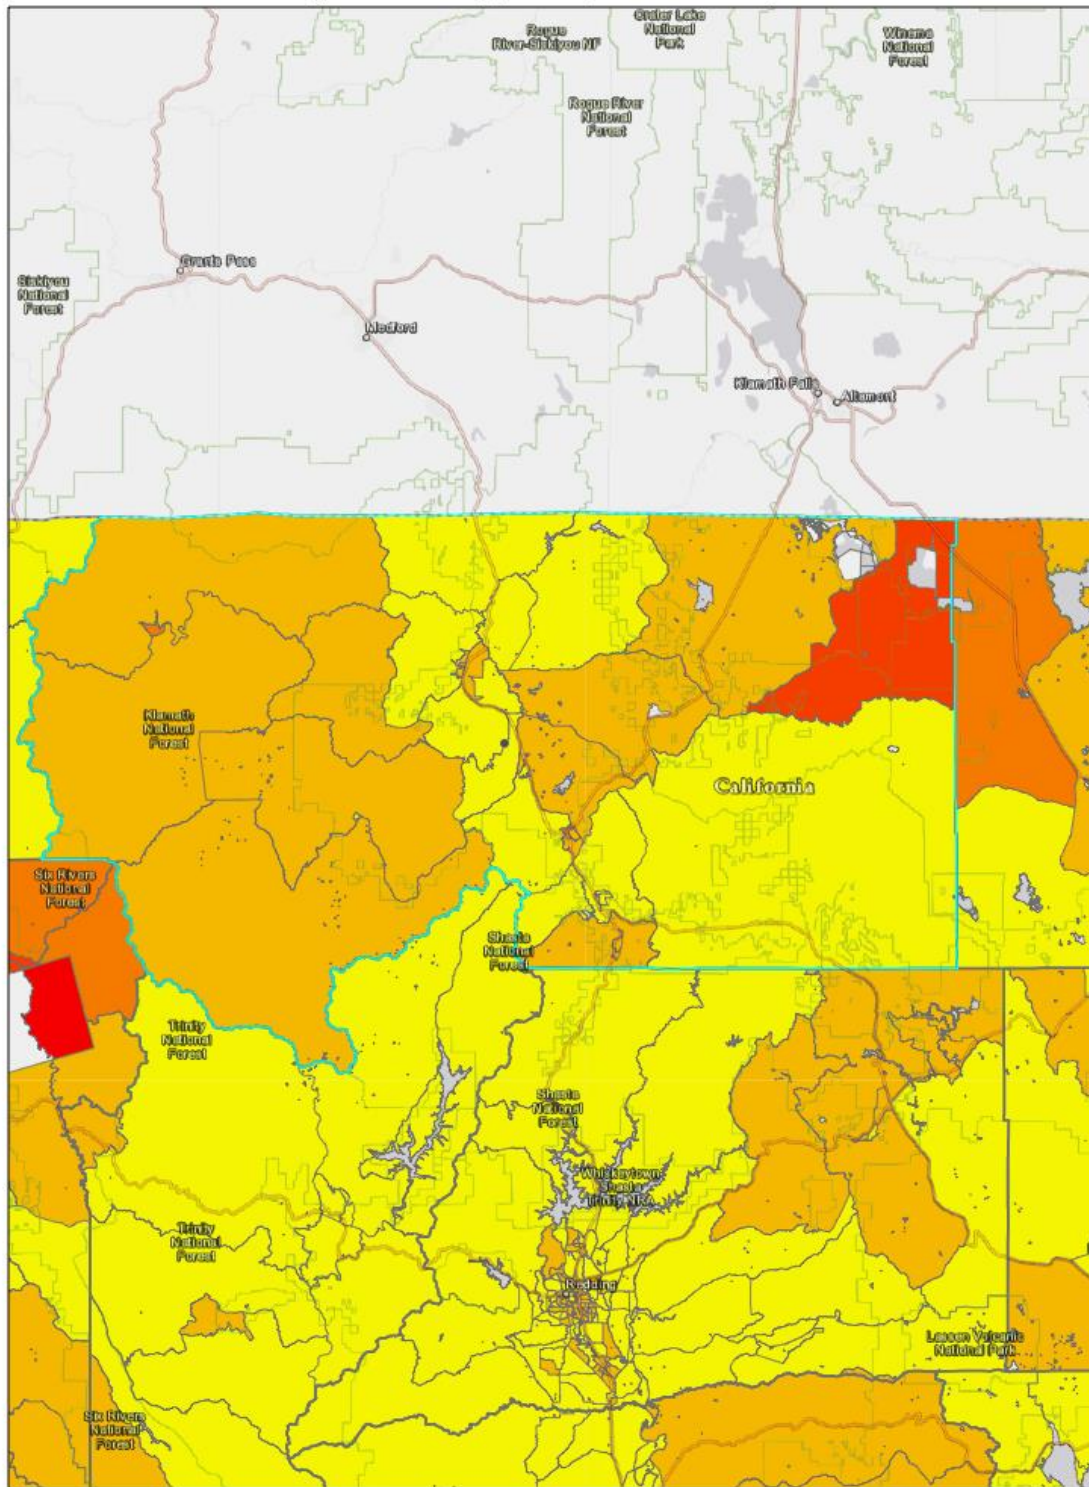 Crater Lake
National
Park
Rogue
River-Siskiyou NF
Winema
National
Forest
Rogue River
National
Forest
Grants Pass
Siskiyou
National
Forest
Medford
Klamath Falls
Altamont
Klamath
National
Forest
California
Six Rivers
National
Forest
Shasta
National
Forest
Trinity
National
Forest
Shasta
National
Forest
Whiskeytown
Shasta
Trinity NRA
Trinity
National
Forest
Redding
Lassen Volcanic
National Park
Six Rivers
National
Forest